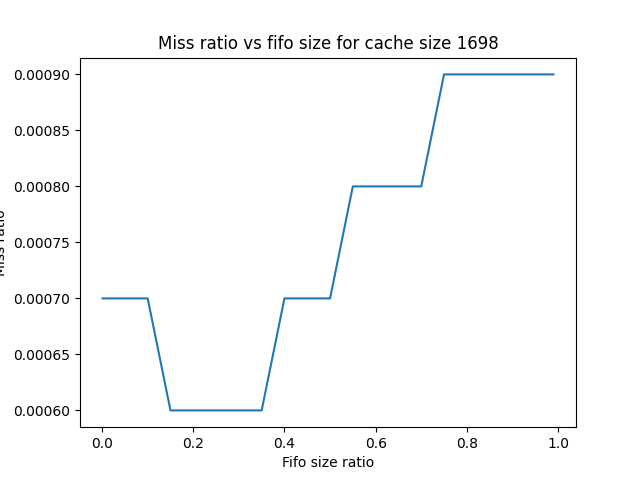 Miss ratio vs fifo size for cache size 1698
0.00090
0.00085
0.00080
0.00075
0.00070
0.00065
0.00060
Miss ratio
0.0 0.2 0.4 0.6 0.8 1.0
Fifo size ratio